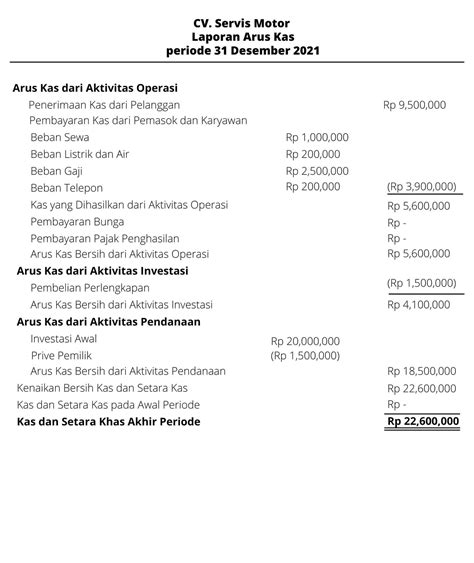 CV. Servis Motor
Laporan Arus Kas
periode 31 Desember 2021
Arus Kas dari Aktivitas Operasi
Penerimaan Kas dari Pelanggan Rp 9,500,000
Pembayaran Kas dari Pemasok dan Karyawan
Beban Sewa Rp 1,000,000
Beban Listrik dan Air Rp 200,000
Beban Gaji Rp 2,500,000
Beban Telepon Rp 200,000 (Rp 3,900,000)
Kas yang Dihasilkan dari Aktivitas Operasi Rp 5,600,000
Pembayaran Bunga Rp -
Pembayaran Pajak Penghasilan Rp -
Arus Kas Bersih dari Aktivitas Operasi Rp 5,600,000
Arus Kas dari Aktivitas Investasi
Pembelian Perlengkapan (Rp 1,500,000)
Arus Kas Bersih dari Aktivitas Investasi Rp 4,100,000
Arus Kas dari Aktivitas Pendanaan
Investasi Awal Rp 20,000,000
Prive Pemilik (Rp 1,500,000)
Arus Kas Bersih dari Aktivitas Pendanaan Rp 18,500,000
Kenaikan Bersih Kas dan Setara Kas Rp 22,600,000
Kas dan Setara Kas pada Awal Periode Rp -
Kas dan Setara Khas Akhir Periode Rp 22,600,000